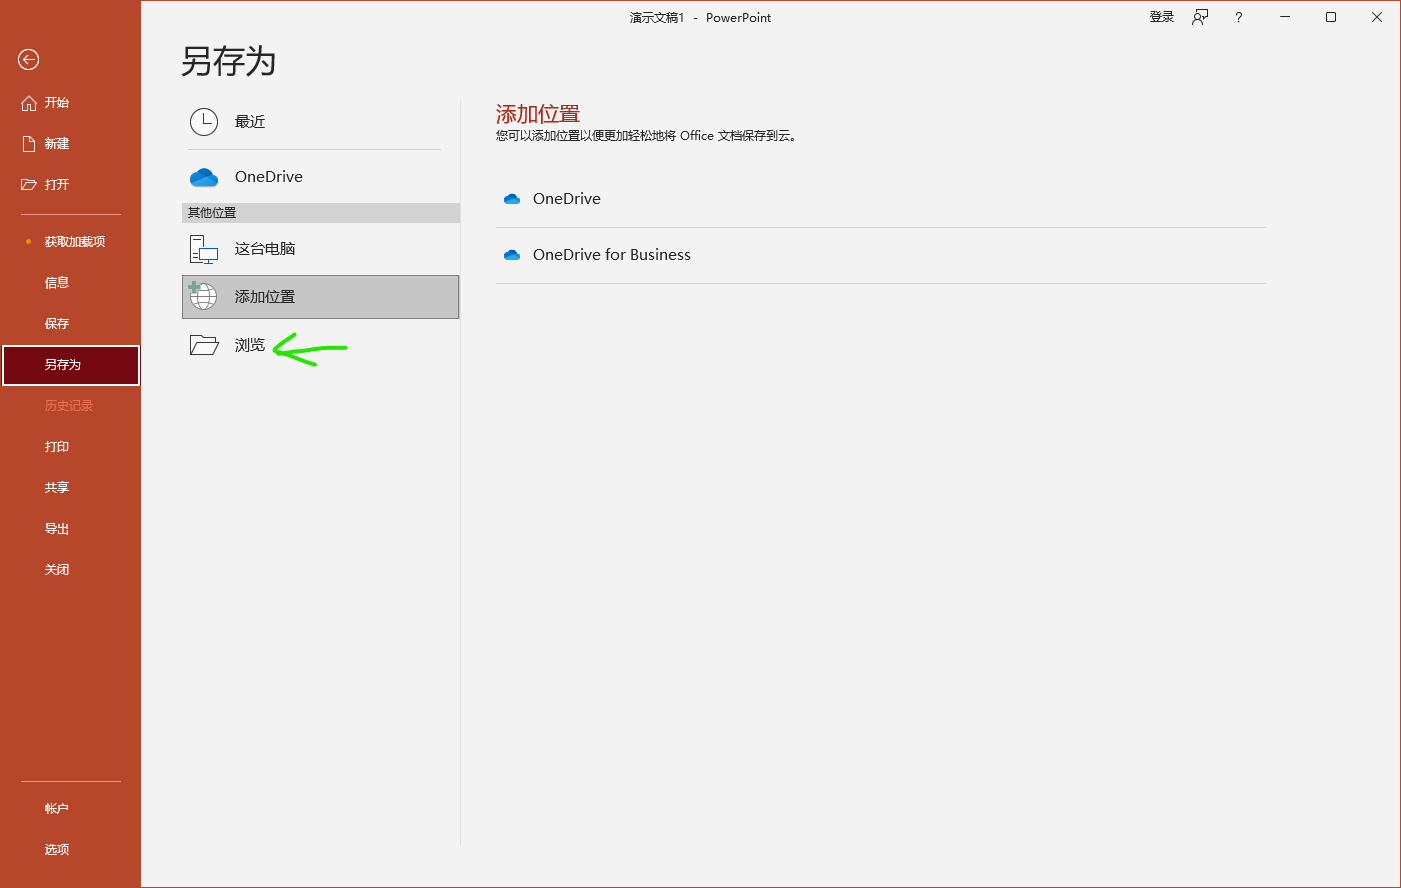 演示文稿1 - PowerPoint
登录
?
另存为
开始
新建
打开
获取加载项
信息
保存
另存为
历史记录
打印
共享
导出
关闭
帐户
选项
最近
OneDrive
其他位置
这台电脑
添加位置
浏览
添加位置
您可以添加位置以便更加轻松地将 Office 文档保存到云。
OneDrive
OneDrive for Business